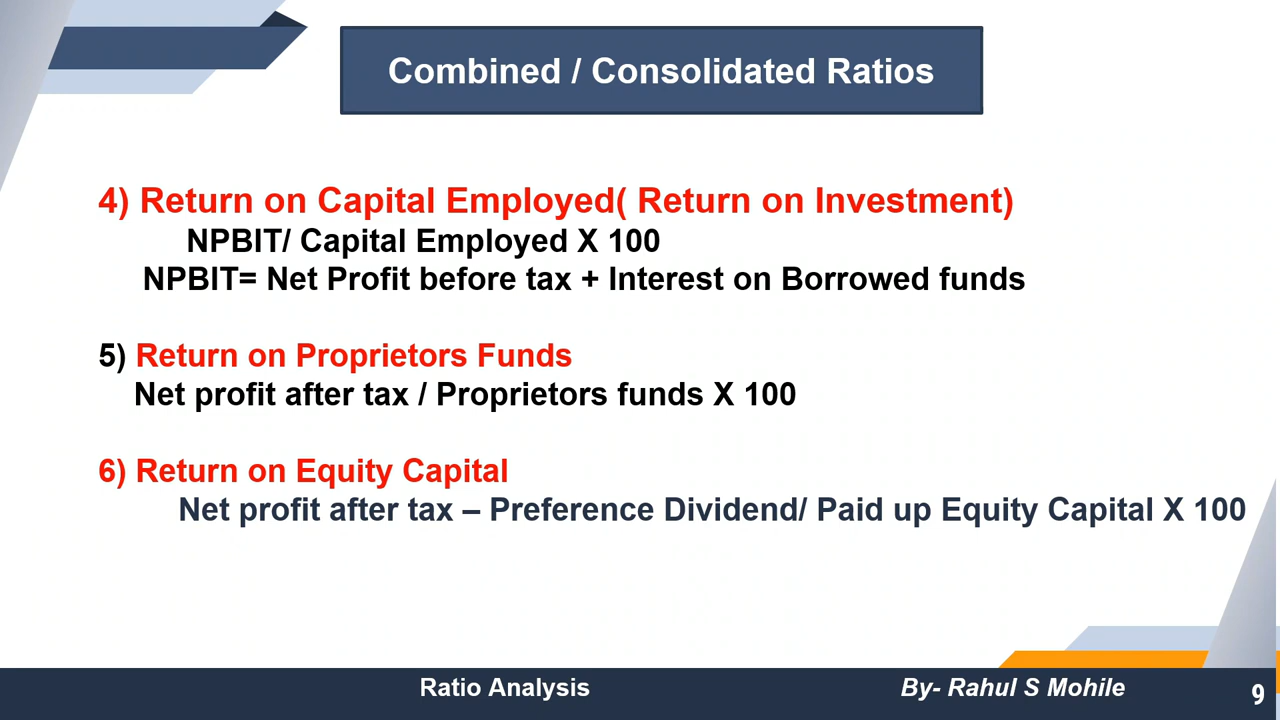 Combined / Consolidated Ratios
4) Return on Capital Employed( Return on Investment)
NPBIT/ Capital Employed X 100
NPBIT= Net Profit before tax + Interest on Borrowed funds
5) Return on Proprietors Funds
Net profit after tax / Proprietors funds X 100
6) Return on Equity Capital
Net profit after tax – Preference Dividend/ Paid up Equity Capital X 100
Ratio Analysis
By- Rahul S Mohile
9